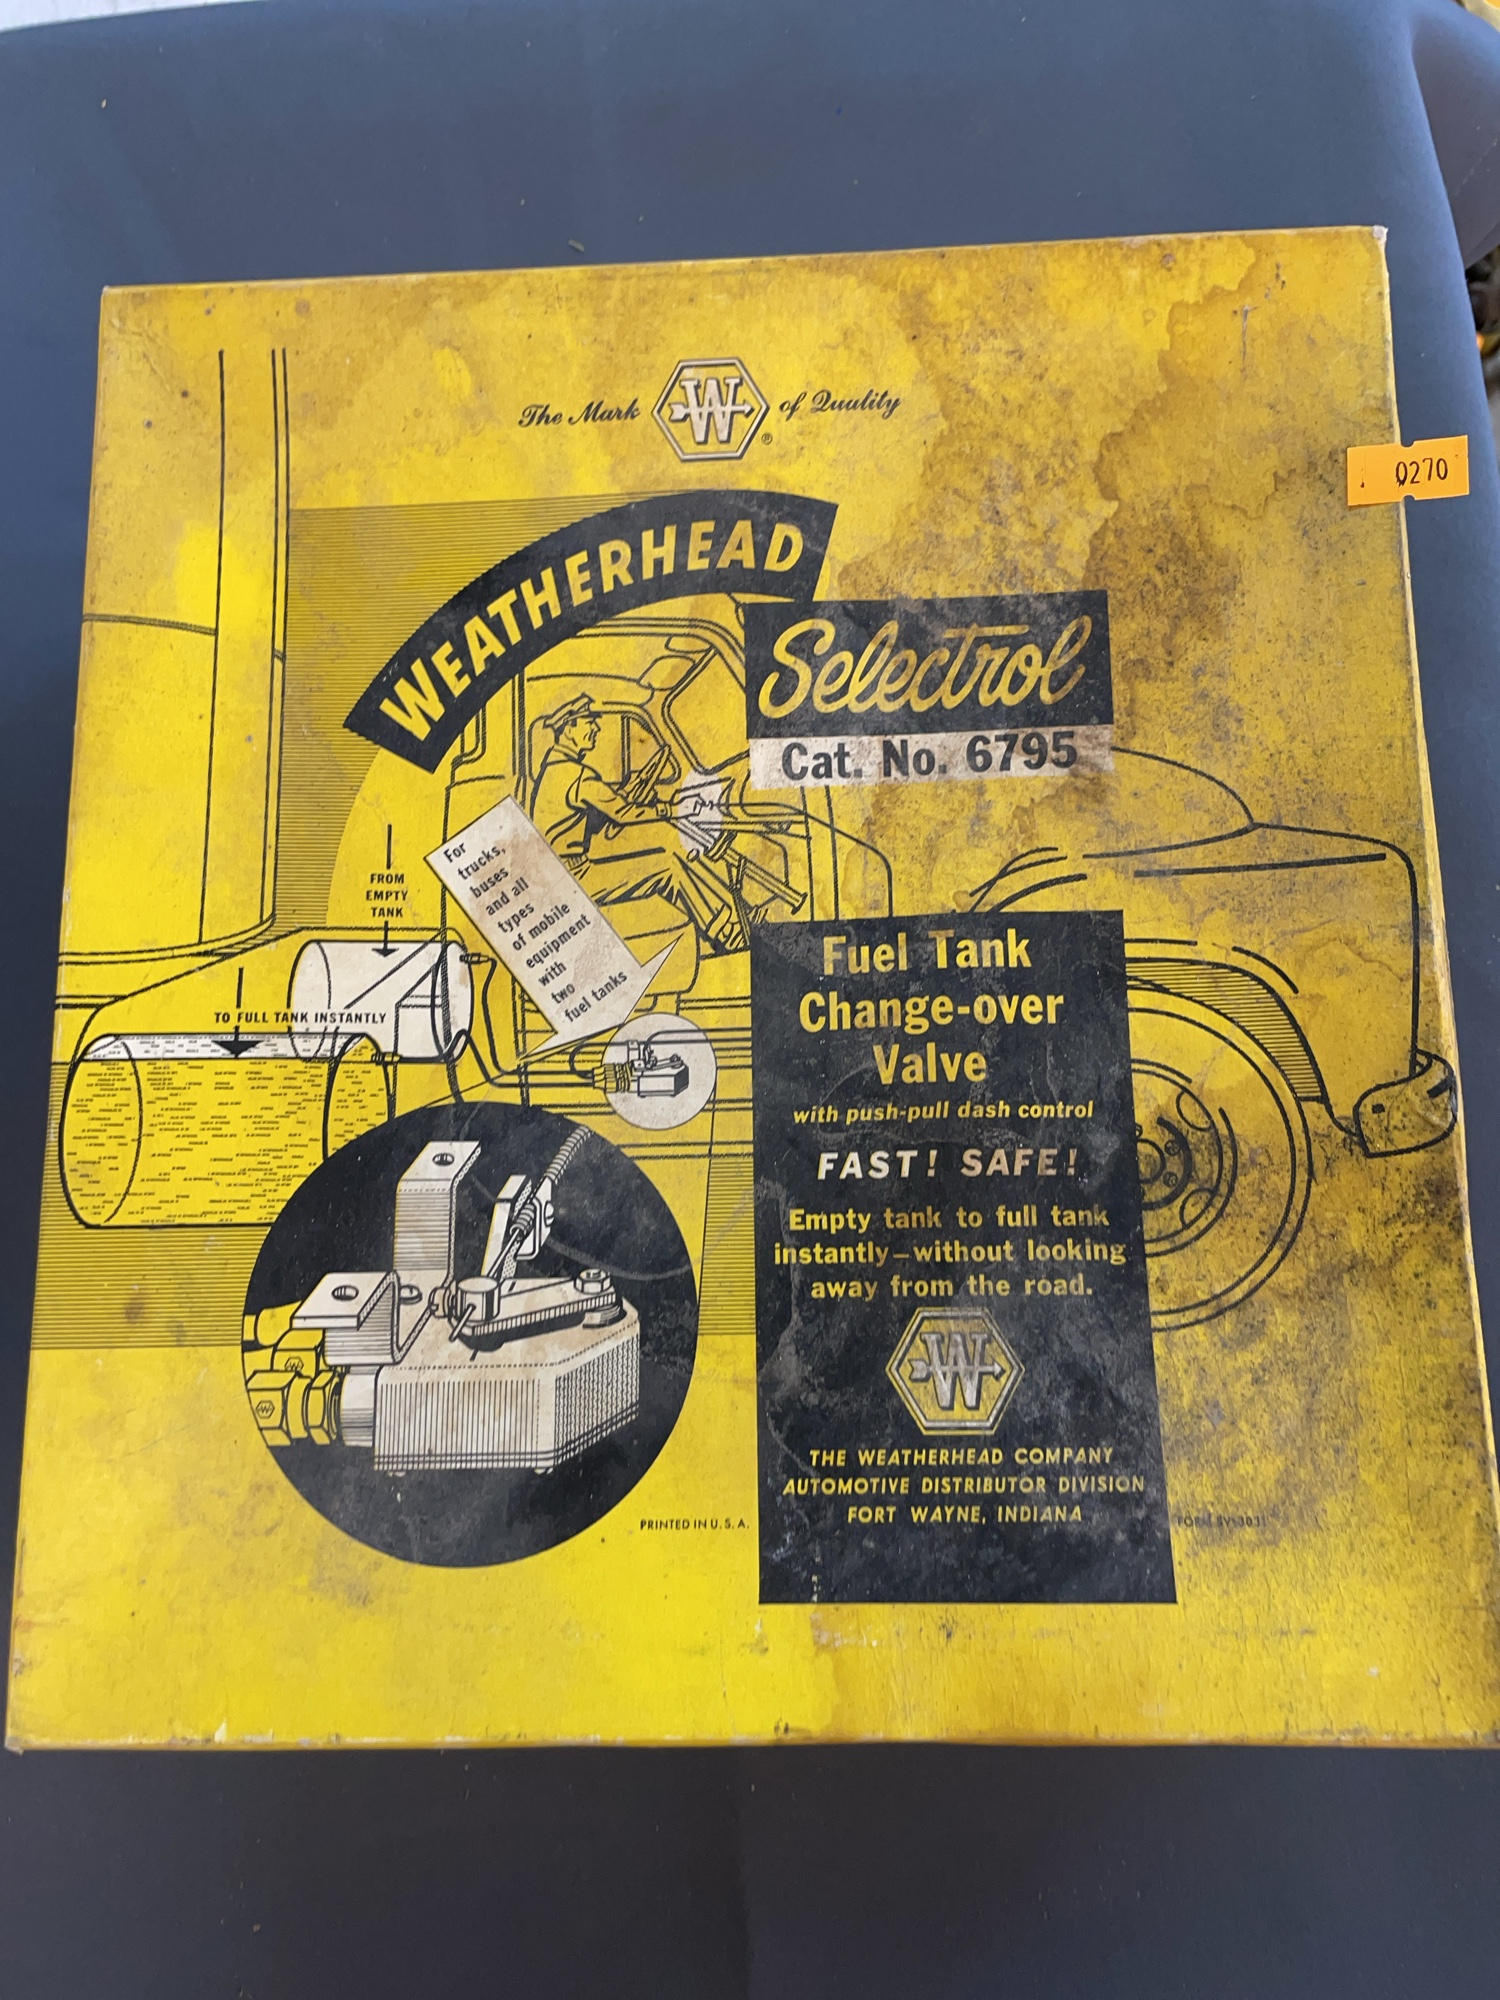 The Mark W of Quality
®
0270
WEATHERHEAD
Selectrol
Cat. No. 6795
For
trucks,
buses
and all
types
of mobile
equipment
with
two
fuel tanks
FROM
EMPTY
TANK
TO FULL TANK INSTANTLY
Fuel Tank
Change-over
Valve
with push-pull dash control
FAST! SAFE!
Empty tank to full tank
instantly—without looking
away from the road.
W
THE WEATHERHEAD COMPANY
AUTOMOTIVE DISTRIBUTOR DIVISION
FORT WAYNE, INDIANA
PRINTED IN U. S. A.
FORM